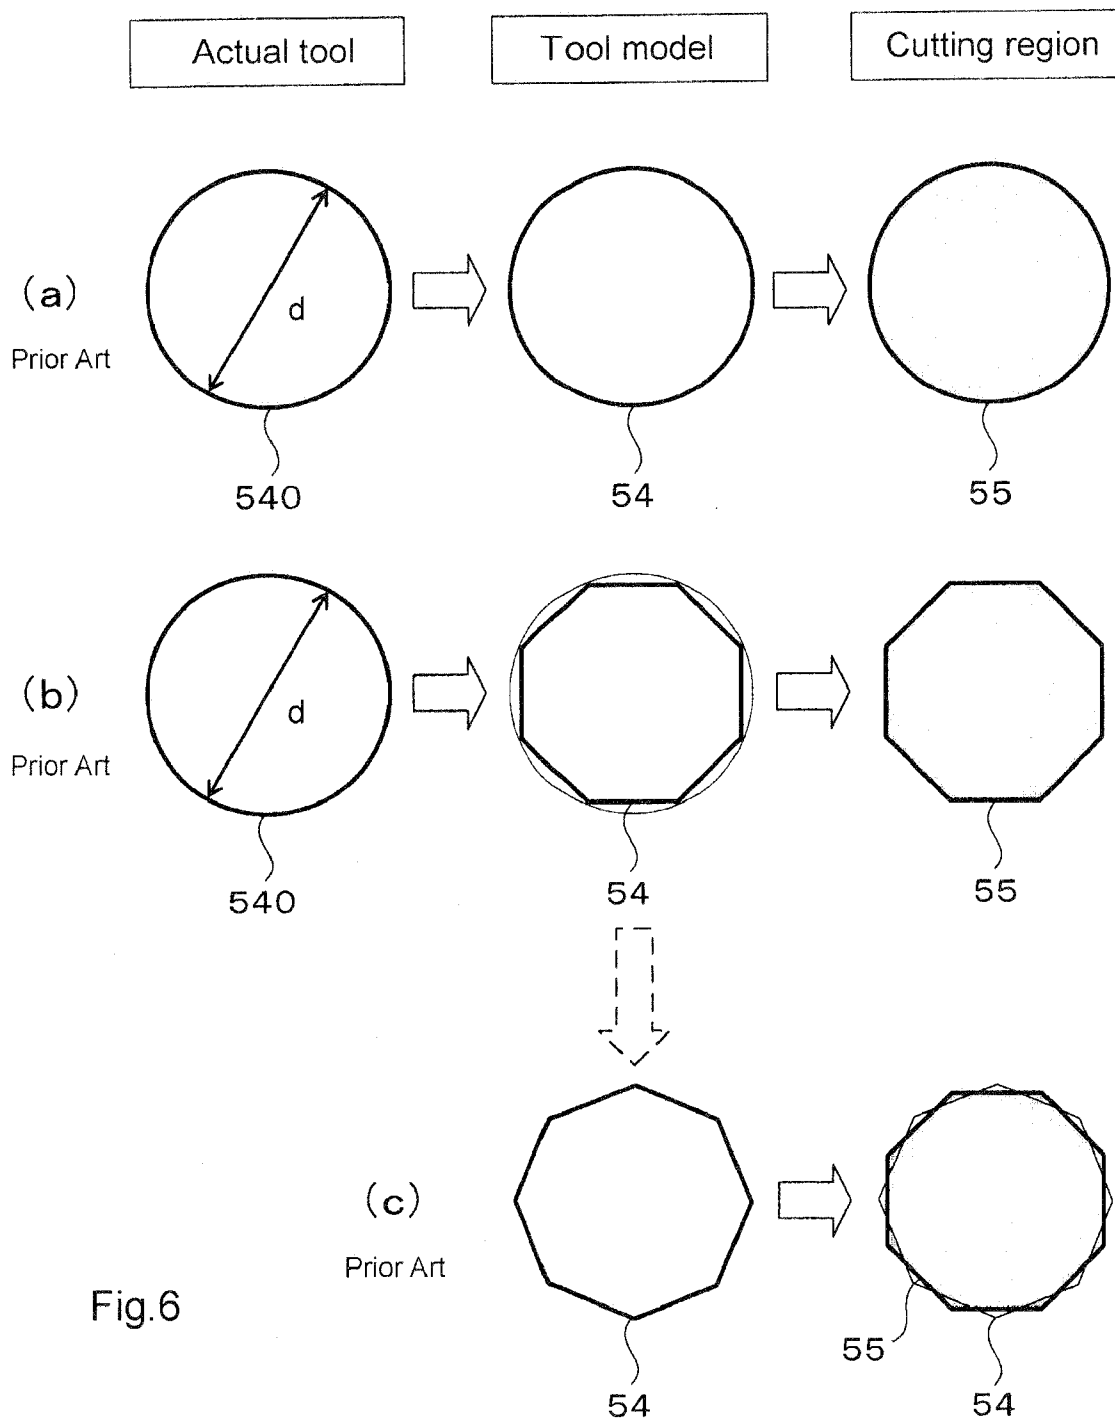 Actual tool
Tool model
Cutting region
(a)
Prior Art
d
540
54
55
(b)
Prior Art
d
540
54
55
(c)
Prior Art
54
55
54
Fig.6